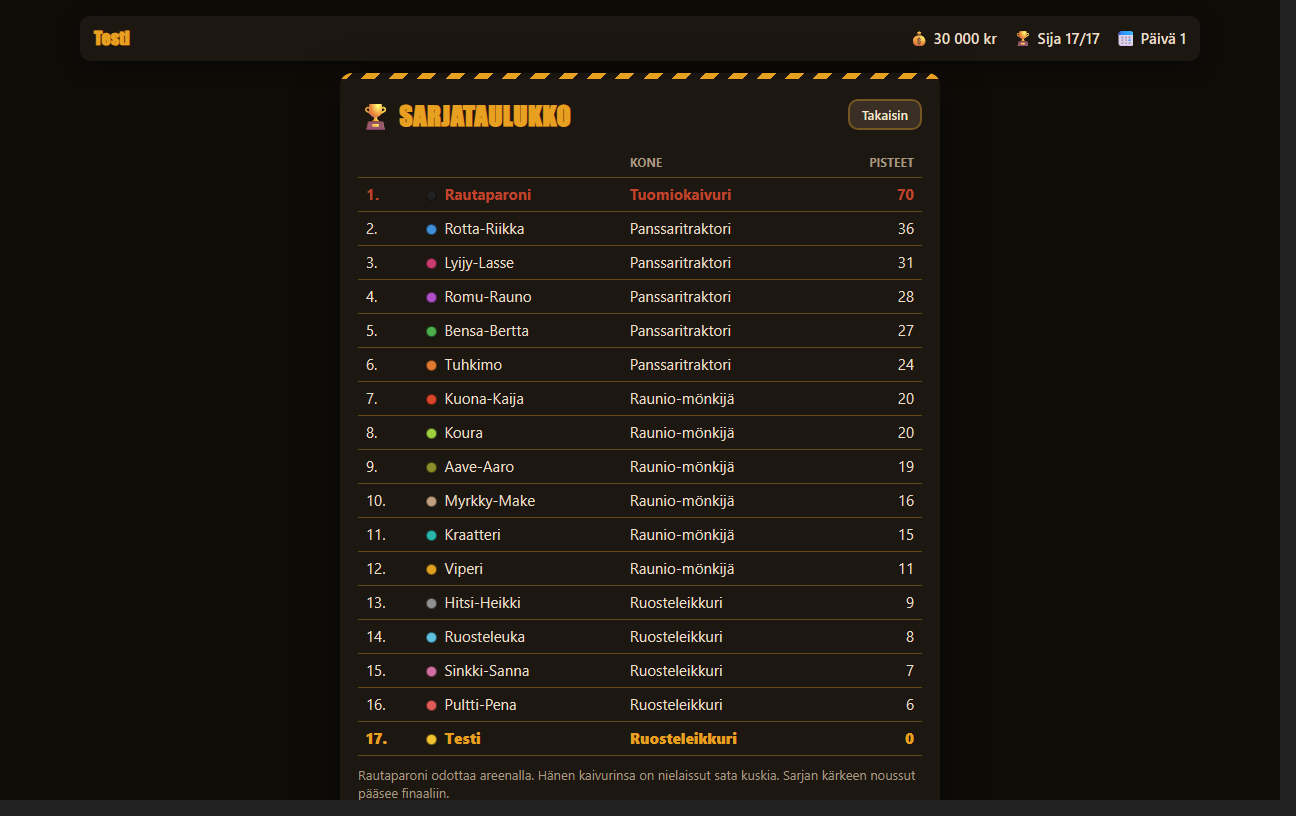 Testi 30 000 kr Sija 17/17 Päivä 1
SARJATAULUKKO Takaisin
KONE PISTEET
1. Rautaparoni Tuomiokaivuri 70
2. Rotta-Riikka Panssaritraktori 36
3. Lyijy-Lasse Panssaritraktori 31
4. Romu-Rauno Panssaritraktori 28
5. Bensa-Bertta Panssaritraktori 27
6. Tuhkimo Panssaritraktori 24
7. Kuona-Kaija Raunio-mönkijä 20
8. Koura Raunio-mönkijä 20
9. Aave-Aaro Raunio-mönkijä 19
10. Myrkky-Make Raunio-mönkijä 16
11. Kraatteri Raunio-mönkijä 15
12. Viperi Raunio-mönkijä 11
13. Hitsi-Heikki Ruosteleikkuri 9
14. Ruosteleuka Ruosteleikkuri 8
15. Sinkki-Sanna Ruosteleikkuri 7
16. Pultti-Pena Ruosteleikkuri 6
17. Testi Ruosteleikkuri 0
Rautaparoni odottaa areenalla. Hänen kaivurinsa on nielaissut sata kuskia. Sarjan kärkeen noussut
pääsee finaaliin.